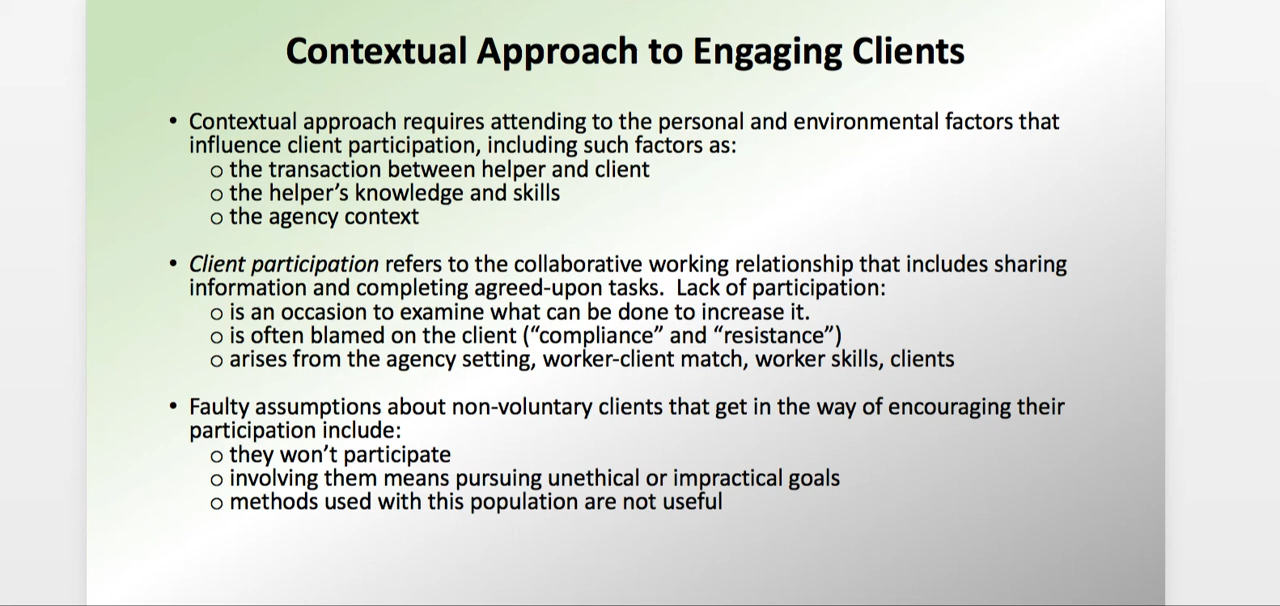 Contextual Approach to Engaging Clients
• Contextual approach requires attending to the personal and environmental factors that
influence client participation, including such factors as:
o the transaction between helper and client
o the helper’s knowledge and skills
o the agency context
• Client participation refers to the collaborative working relationship that includes sharing
information and completing agreed-upon tasks.  Lack of participation:
o is an occasion to examine what can be done to increase it.
o is often blamed on the client (“compliance” and “resistance”)
o arises from the agency setting, worker-client match, worker skills, clients
• Faulty assumptions about non-voluntary clients that get in the way of encouraging their
participation include:
o they won’t participate
o involving them means pursuing unethical or impractical goals
o methods used with this population are not useful